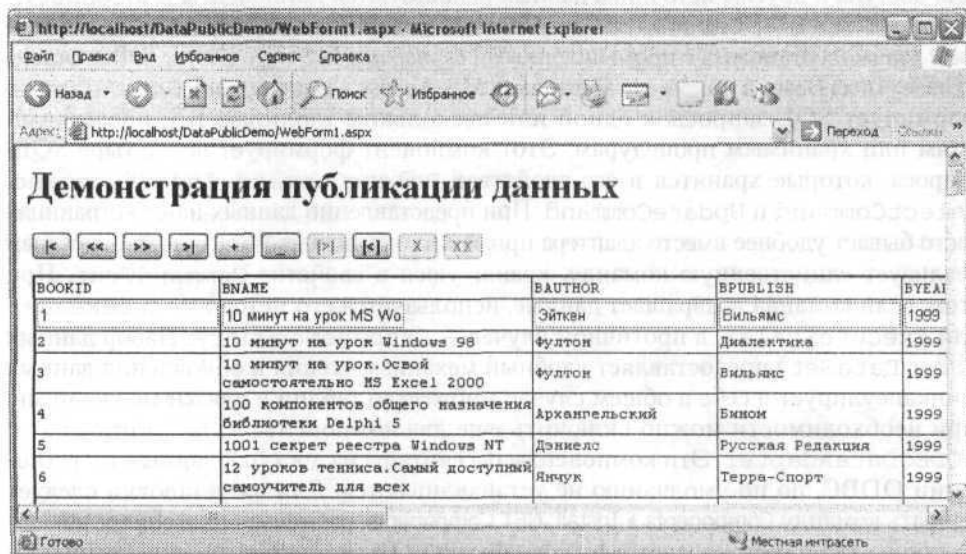 http://localhost/DataPublicDemo/WebForm1.aspx - Microsoft Internet Explorer
Файл Правка Вид Избранное Сервис Справка
Назад Поиск Избранное
Адрес: http://localhost/DataPublicDemo/WebForm1.aspx Переход Ссылки »
Демонстрация публикации данных
|< << >> >| + _ |>| |<| X XX
BOOKID BNAME BAUTHOR BPUBLISH BYEAR
1 10 минут на урок MS Wo Эйткен Вильямс 1999
2 10 минут на урок Windows 98 Фултон Диалектика 1999
3 10 минут на урок.Освой самостоятельно MS Excel 2000 Фултон Вильямс 1999
4 100 компонентов общего назначения библиотеки Delphi 5 Архангельский Бином 1999
5 1001 секрет реестра Windows NT Дэниелс Русская Редакция 1999
6 12 уроков тенниса.Самый доступный самоучитель для всех Янчук Терра-Спорт 1999
Готово Местная интрасеть